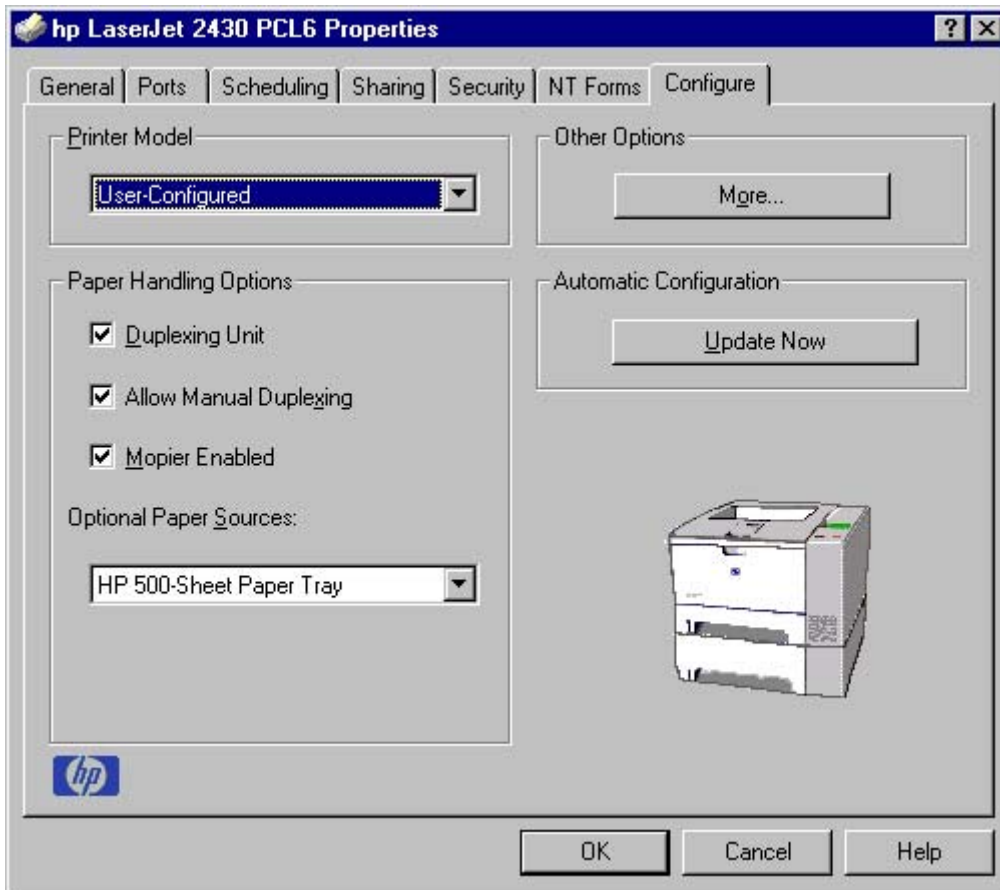 hp LaserJet 2430 PCL6 Properties
General Ports Scheduling Sharing Security NT Forms Configure
Printer Model
User-Configured
Other Options
More...
Paper Handling Options
Duplexing Unit
Allow Manual Duplexing
Mopier Enabled
Optional Paper Sources:
HP 500-Sheet Paper Tray
Automatic Configuration
Update Now
hp
OK Cancel Help